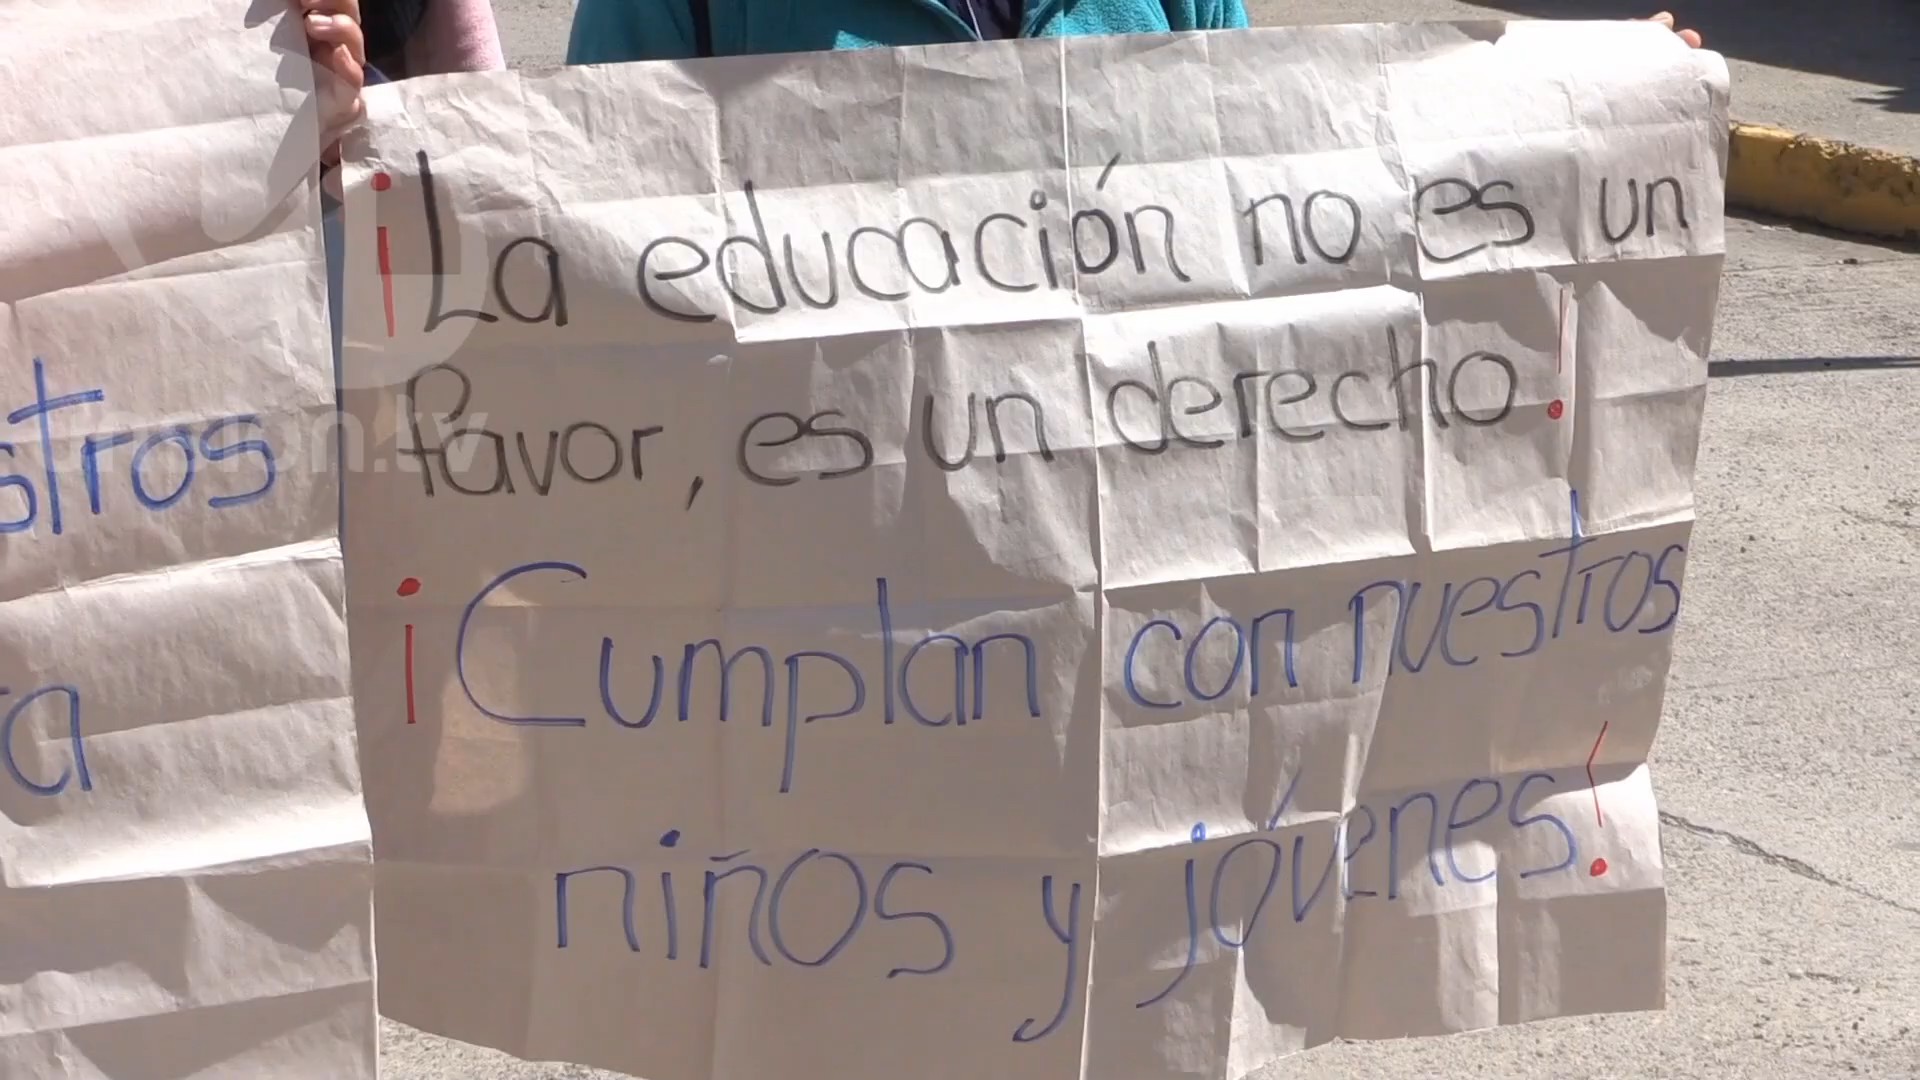 ¡La educación no es un
favor, es un derecho!
¡Cumplan con nuestros
niños y jóvenes!
stros
a